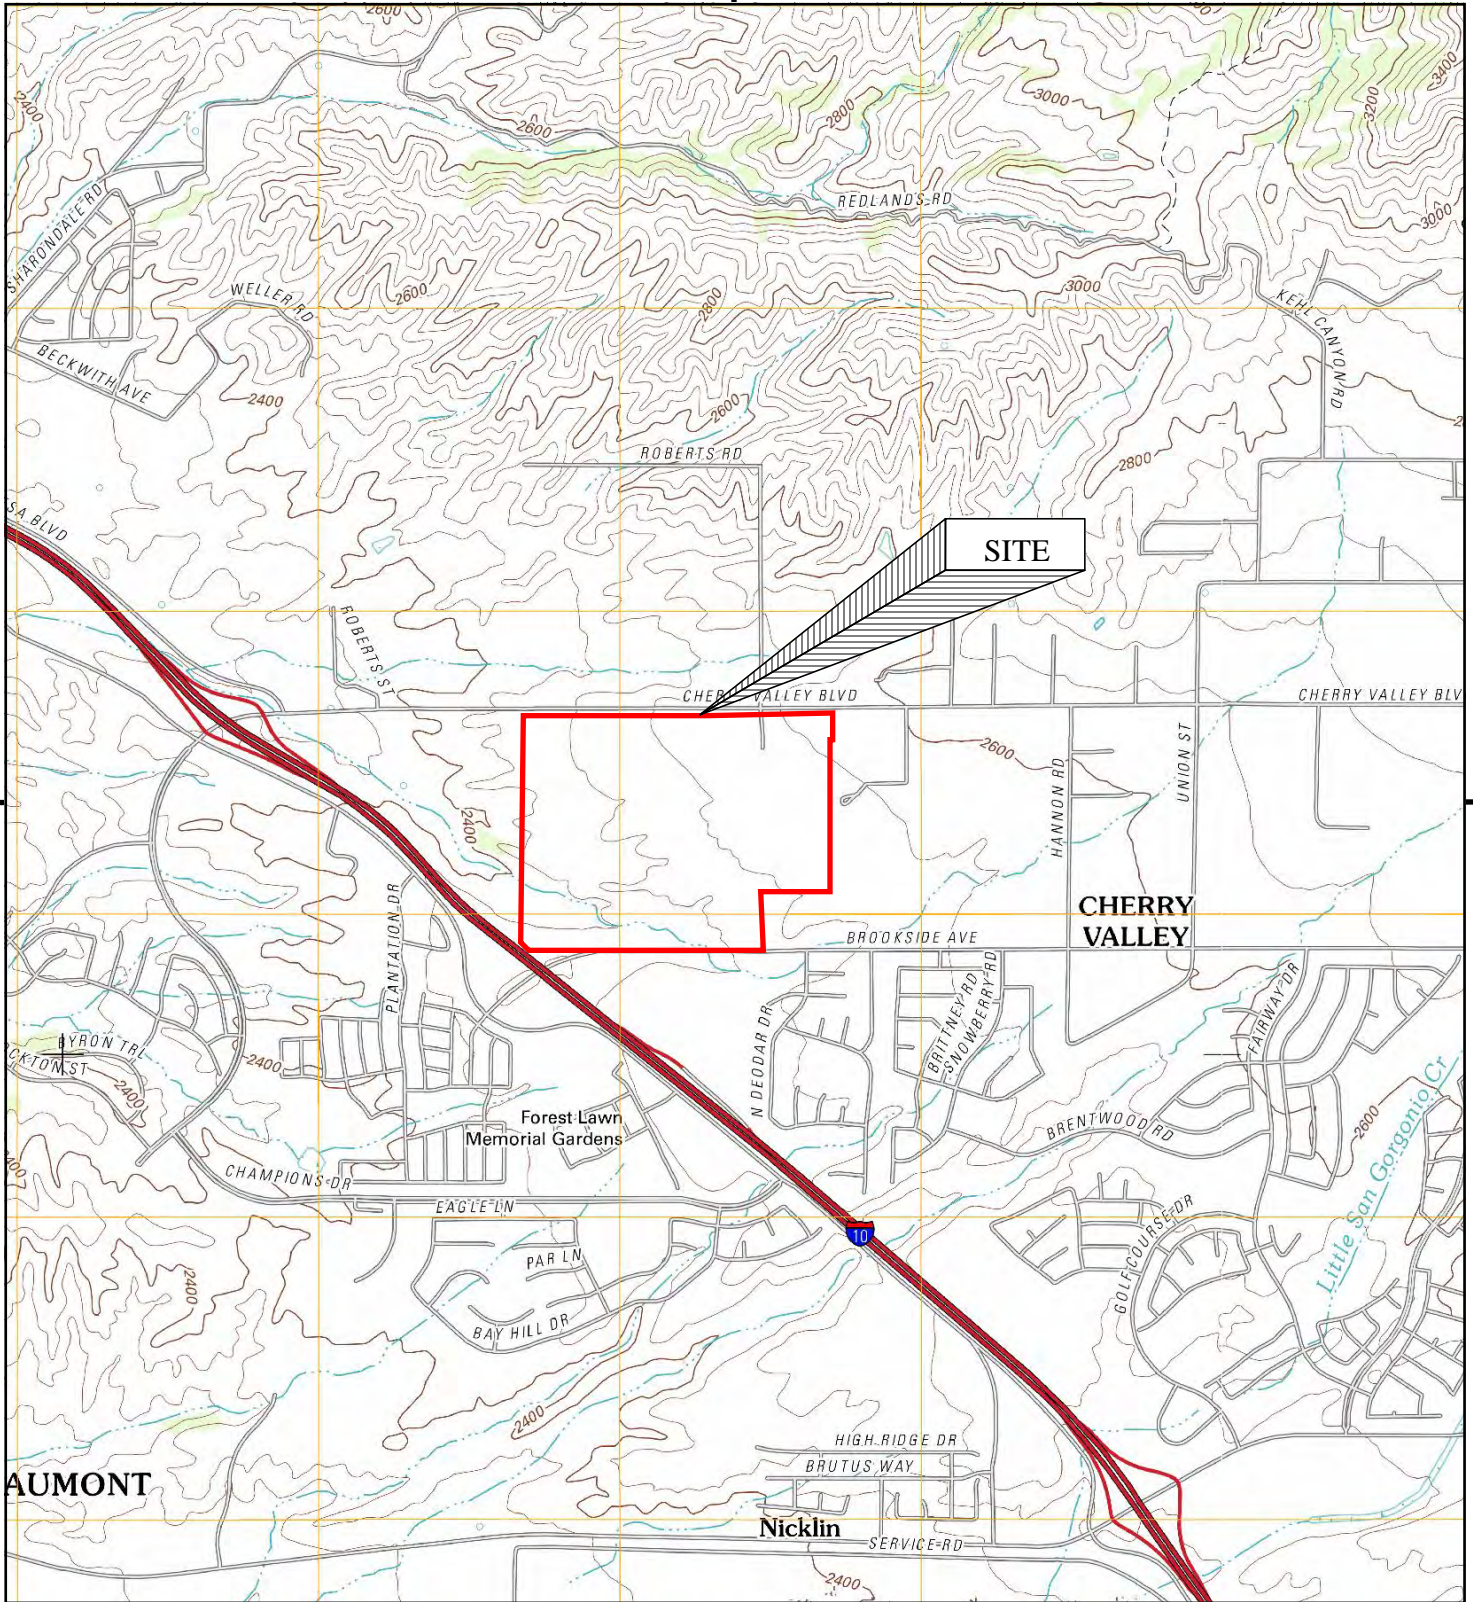 2600
2400
2600
2800
3000
3200
3400
SHARONDALE RD
REDLANDS RD
3000
WELLER RD
2600
2800
3000
KEHL CANYON RD
BECKWITH AVE
2400
2600
ROBERTS RD
2800
SA BLVD
SITE
ROBERTS ST
CHERRY VALLEY BLVD
CHERRY VALLEY BLV
2400
2600
HANNON RD
UNION ST
CHERRY
VALLEY
PLANTATION DR
BROOKSIDE AVE
BYRON TRL
CKTON ST
2400
2400
N DEODAR DR
BRITTNEY RD
SNOWBERRY RD
FAIRWAY DR
Forest Lawn
Memorial Gardens
BRENTWOOD RD
2600
Little San Gorgonio Cr
2400
CHAMPIONS DR
EAGLE LN
10
GOLF COURSE DR
PAR LN
2400
BAY HILL DR
2400
HIGH RIDGE DR
BRUTUS WAY
AUMONT
Nicklin
SERVICE RD
2400